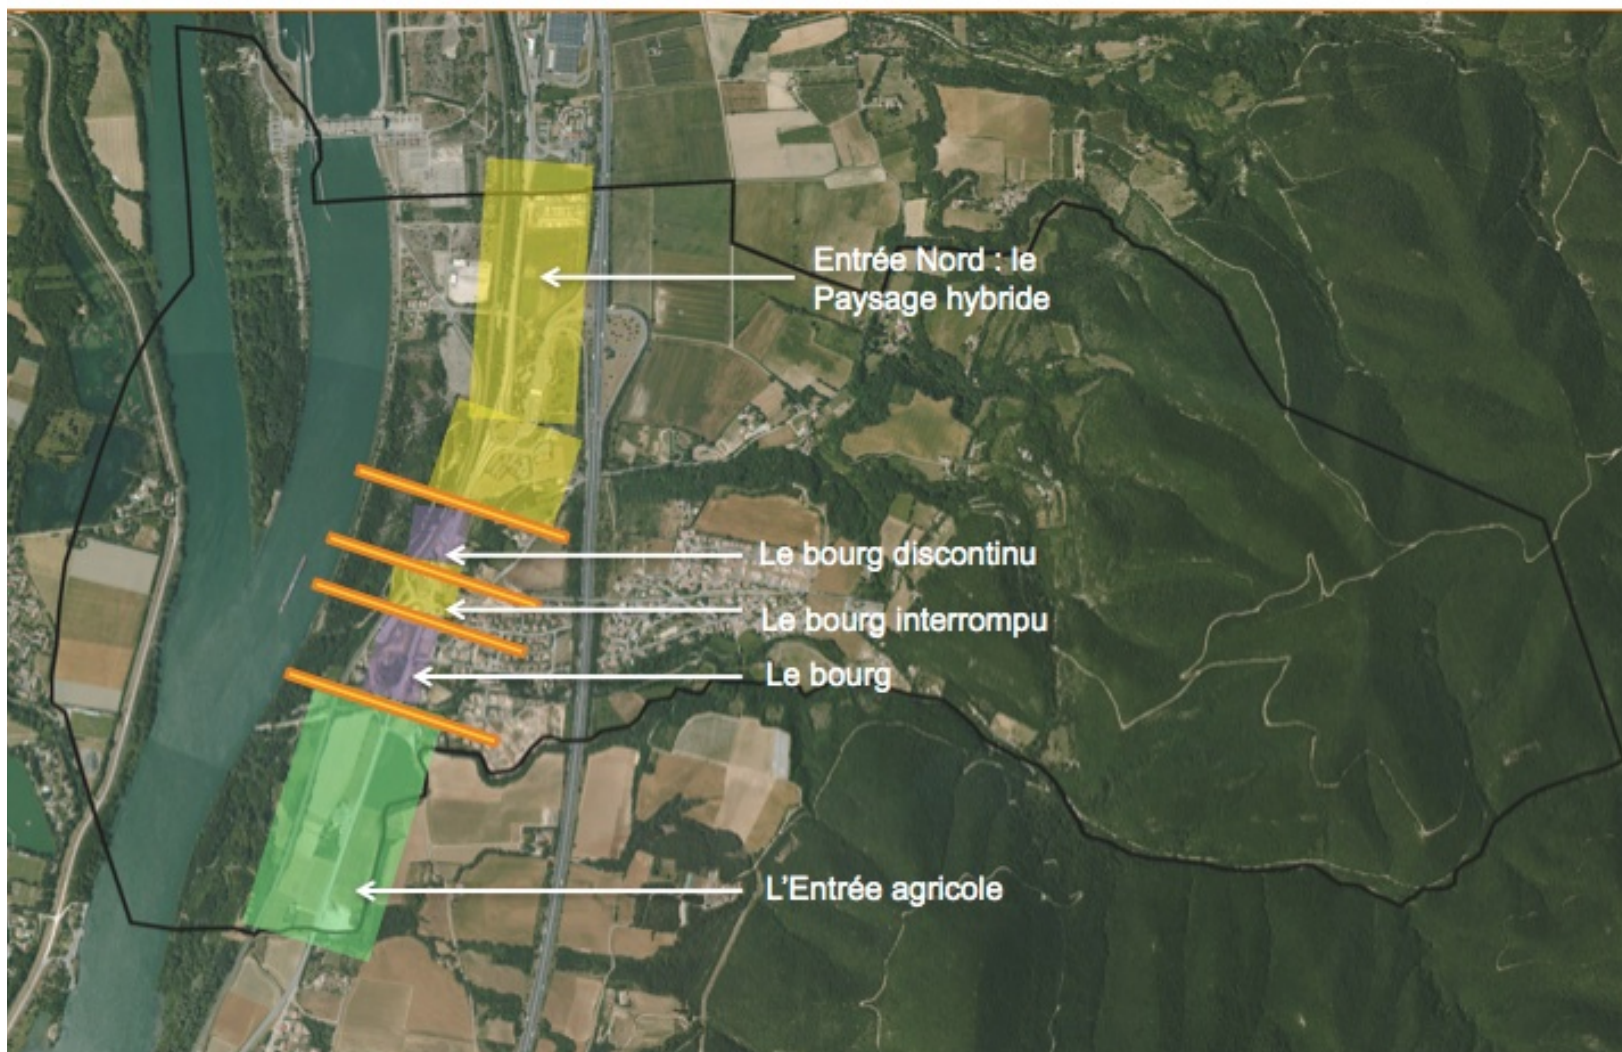 Entrée Nord : le
Paysage hybride
Le bourg discontinu
Le bourg interrompu
Le bourg
L'Entrée agricole